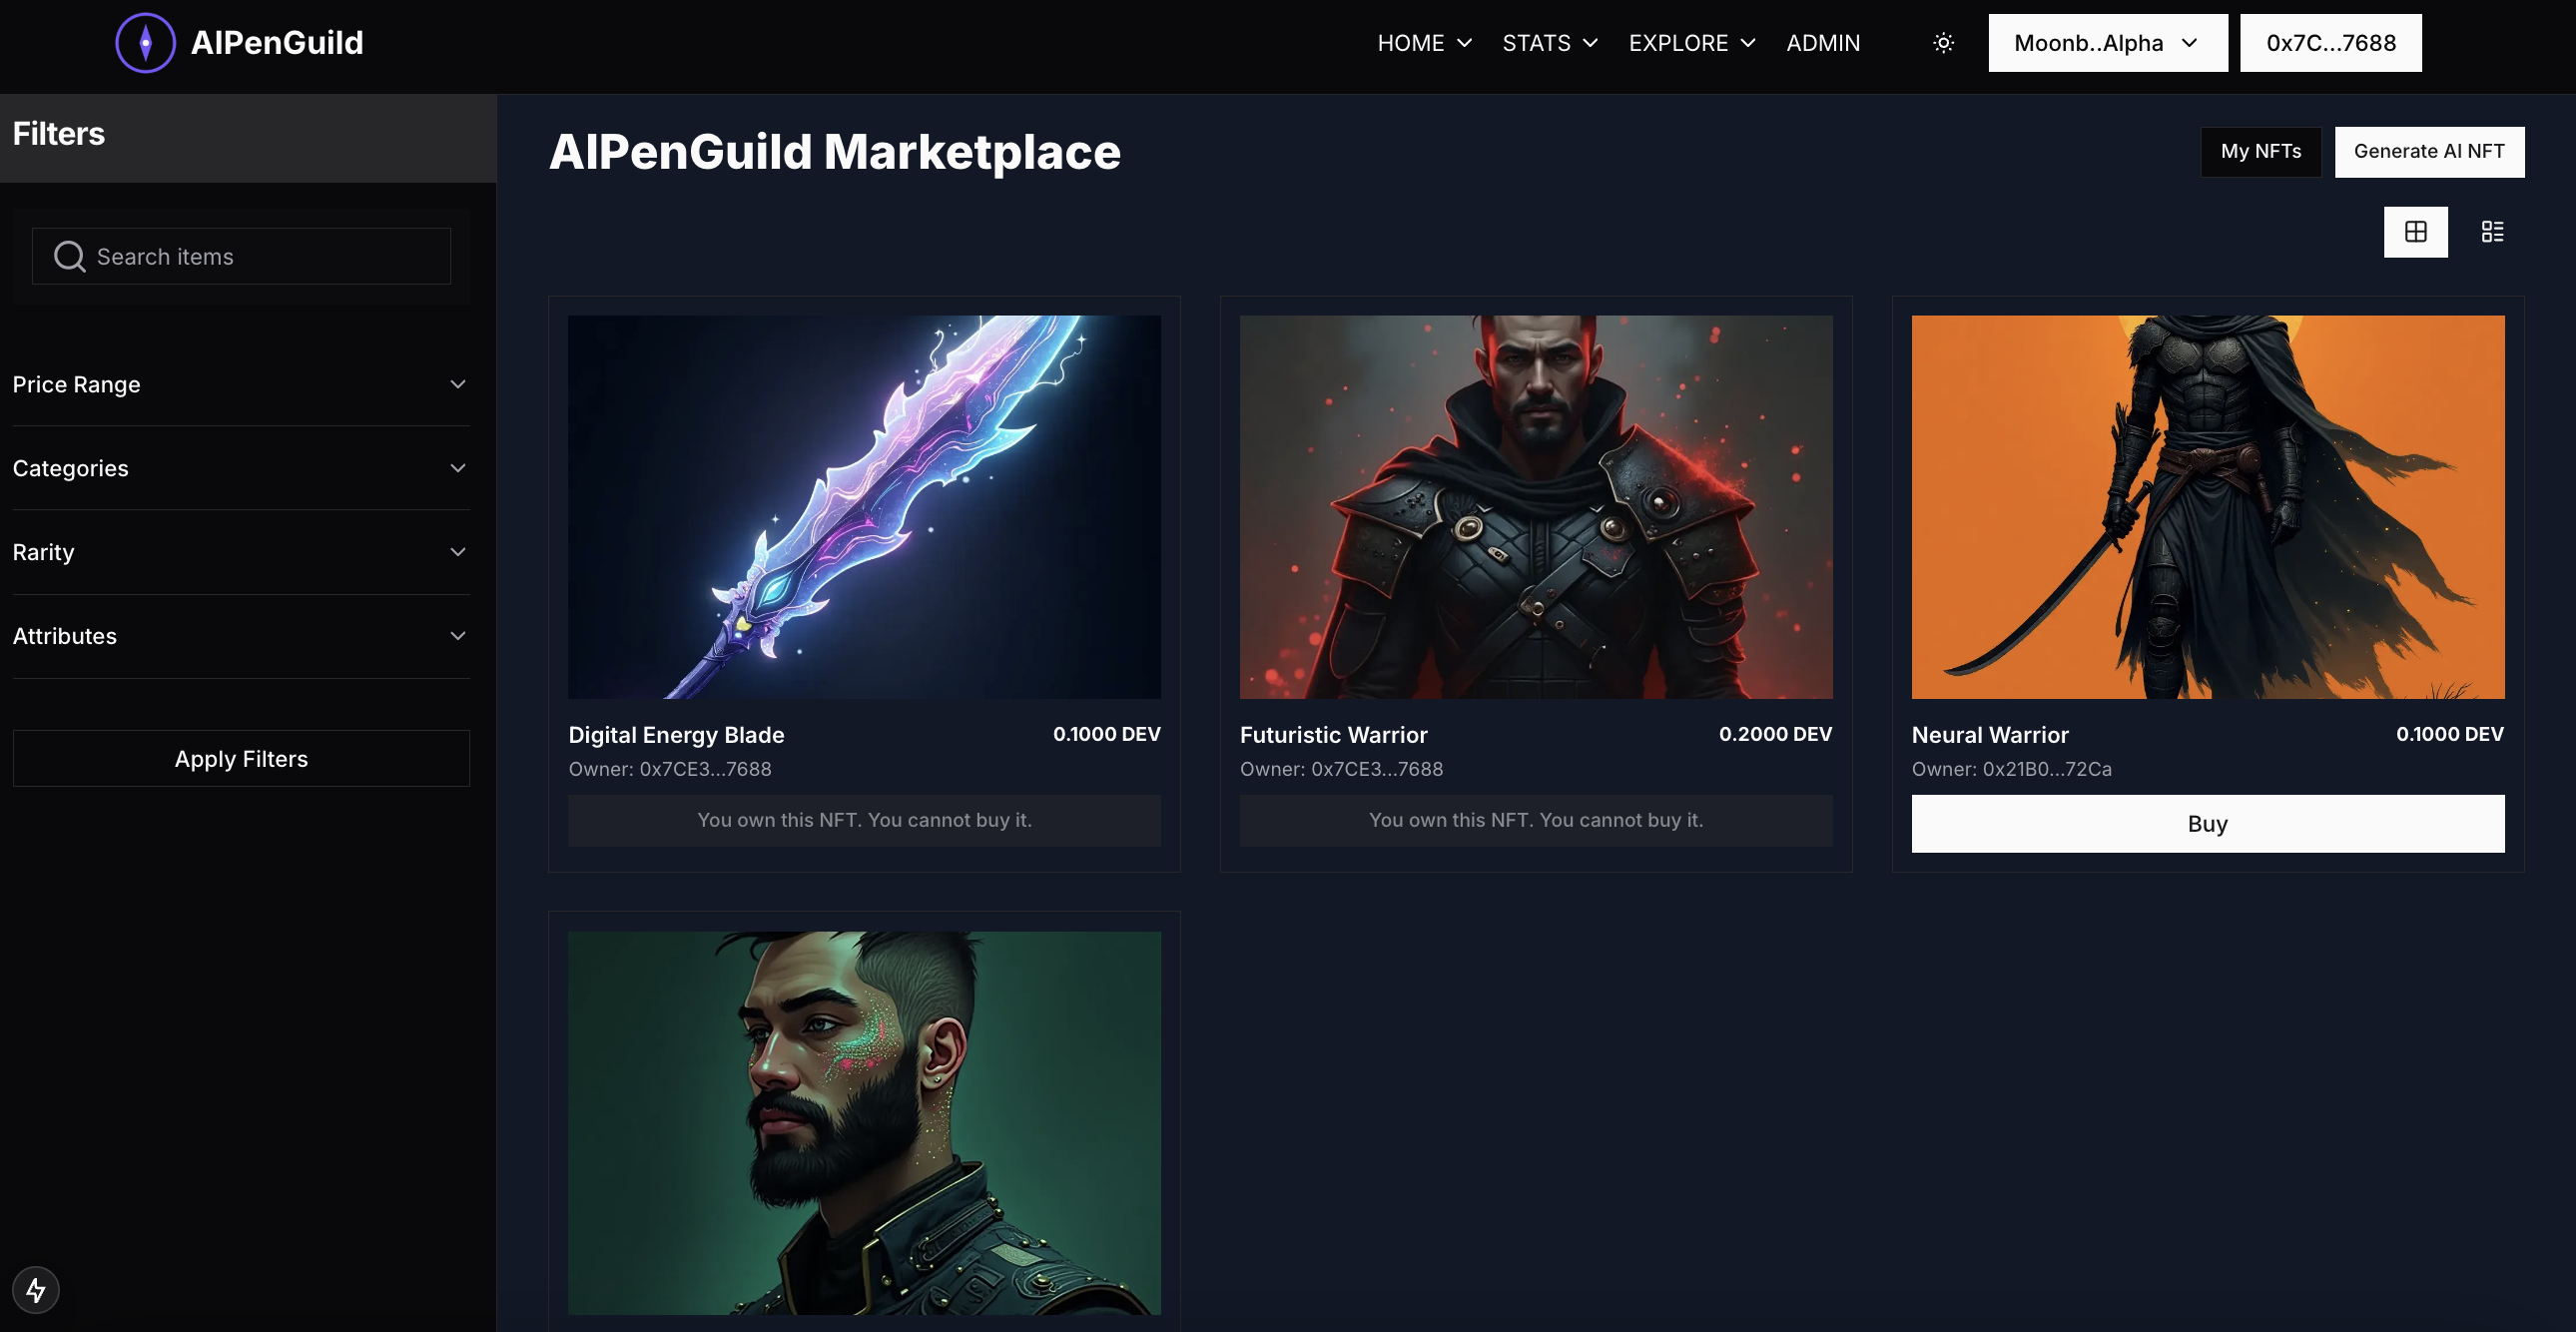 AIPenGuild
HOME
STATS
EXPLORE
ADMIN
Moonb..Alpha
0x7C...7688
Filters
Search items
Price Range
Categories
Rarity
Attributes
Apply Filters
AIPenGuild Marketplace
My NFTs
Generate AI NFT
Digital Energy Blade
0.1000 DEV
Owner: 0x7CE3...7688
You own this NFT. You cannot buy it.
Futuristic Warrior
0.2000 DEV
Owner: 0x7CE3...7688
You own this NFT. You cannot buy it.
Neural Warrior
0.1000 DEV
Owner: 0x21B0...72Ca
Buy